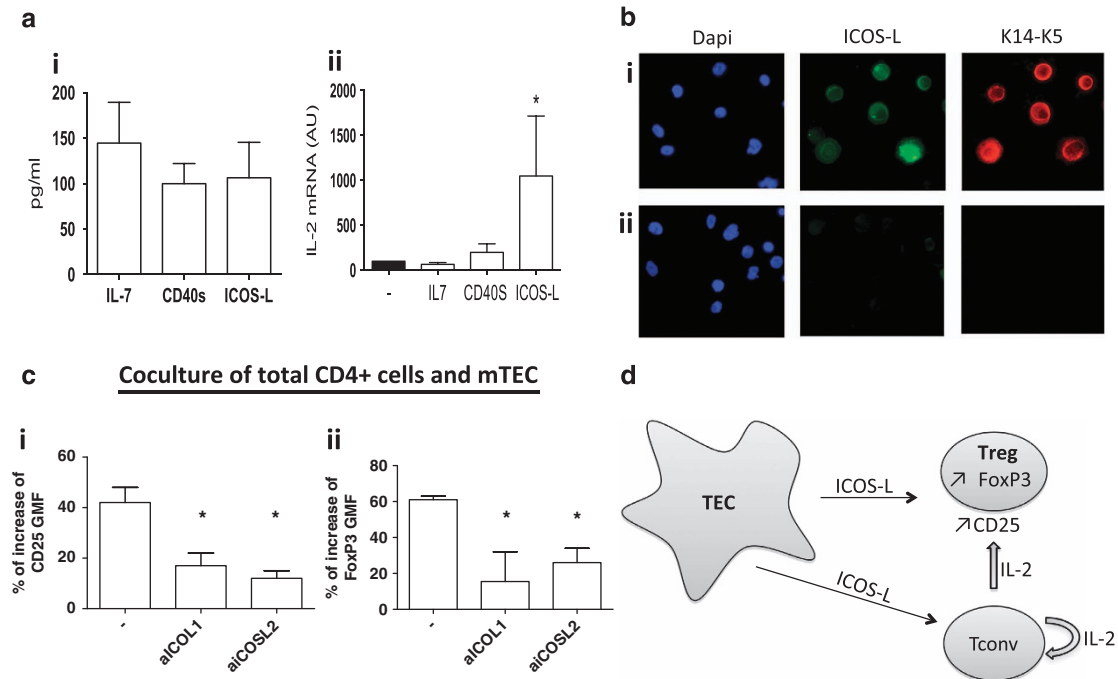 a
i
200
150
100
50
0
pg/ml
IL-7 CD40s ICOS-L
ii
2000
1500
1000
500
0
IL-2 mRNA (AU)
*
- IL7 CD40S ICOS-L
b
Dapi ICOS-L K14-K5
i
ii
c
Coculture of total CD4+ cells and mTEC
i
60
40
20
0
% of increase of
CD25 GMF
* *
- aICOL1 aiCOSL2
ii
80
60
40
20
0
% of increase of
FoxP3 GMF
* *
- aICOL1 aiCOSL2
d
TEC
ICOS-L
Treg
↗ FoxP3
↗CD25
IL-2
ICOS-L
Tconv
IL-2